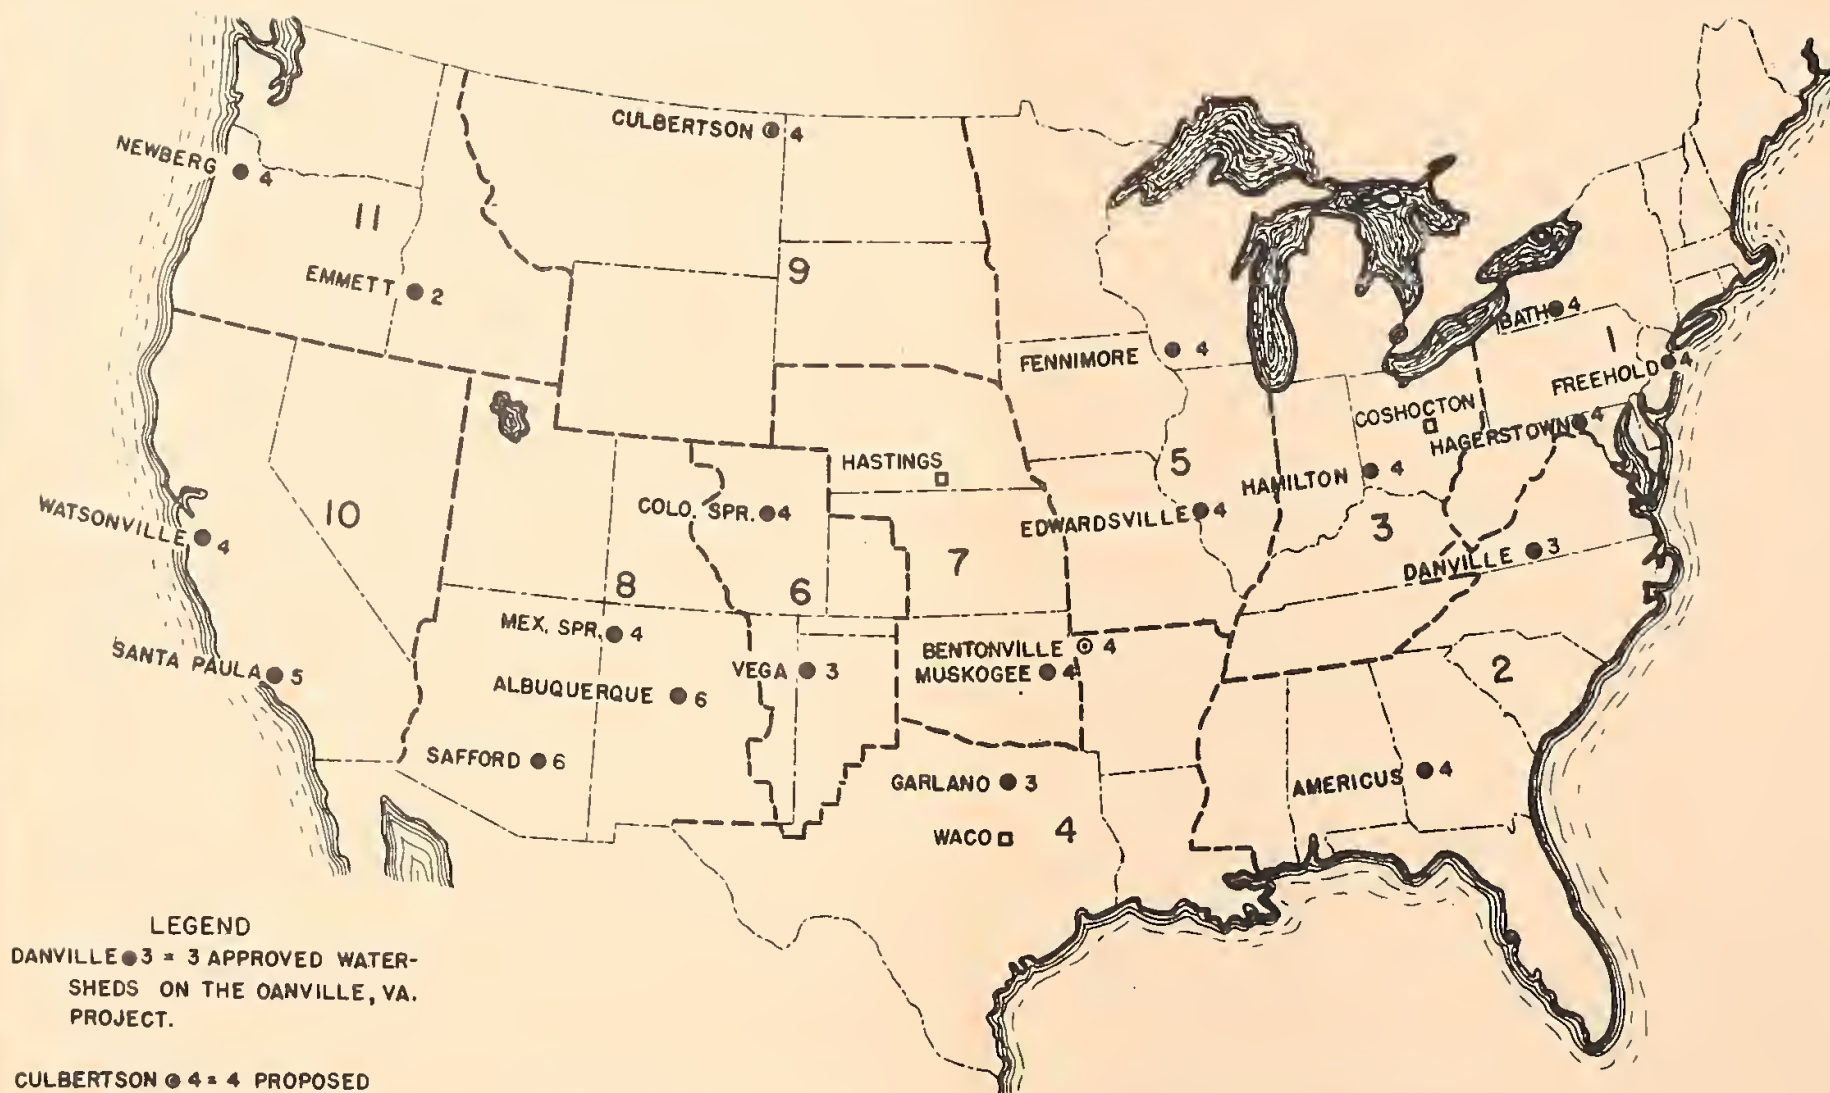 CULBERTSON 4
NEWBERG 4
11
EMMETT 2
9
BATH 4
1
FENNIMORE 4
FREEHOLD 4
COSHOCTON
HAGERSTOWN 4
HASTINGS
5
HAMILTON 4
WATSONVILLE 4
10
COLO. SPR. 4
EDWARDSVILLE 4
3
7
DANVILLE 3
8
6
MEX. SPR. 4
BENTONVILLE 4
SANTA PAULA 5
VEGA 3
MUSKOGEE 4
2
ALBUQUERQUE 6
SAFFORD 6
GARLANO 3
AMERICUS 4
WACO
4
LEGEND
DANVILLE 3 = 3 APPROVED WATER-
SHEDS ON THE OANVILLE, VA.
PROJECT.
CULBERTSON 4 = 4 PROPOSED